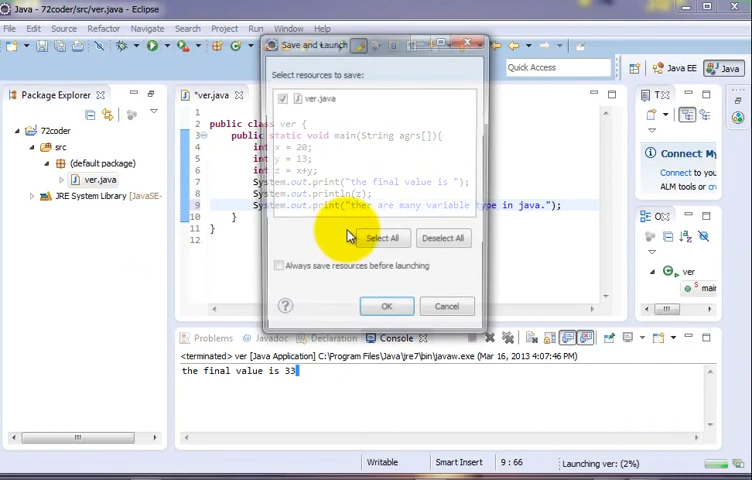 Java - 72coder/src/ver.java - Eclipse
File Edit Source Refactor Navigate Search Project Run Window Help
Save and Launch
Quick Access
Java EE
Java
Package Explorer
*ver.java
72coder
src
(default package)
ver.java
JRE System Library [JavaSE-
Select resources to save:
ver.java
Select All
Deselect All
Always save resources before launching
OK
Cancel
1
2 public class ver {
3 public static void main(String agrs[]){
4 int x = 20;
5 int y = 13;
6 int z = x+y;
7 System.out.print("the final value is ");
8 System.out.println(z);
9 System.out.print("ther are many variable type in java.");
10 }
11 }
12
T
Connect My
Connect to your
ALM tools or cre
O
ver
main
Problems
Javadoc
Declaration
Console
<terminated> ver [Java Application] C:\Program Files\Java\jre7\bin\javaw.exe (Mar 16, 2013 4:07:46 PM)
the final value is 33
Writable
Smart Insert
9 : 66
Launching ver: (2%)